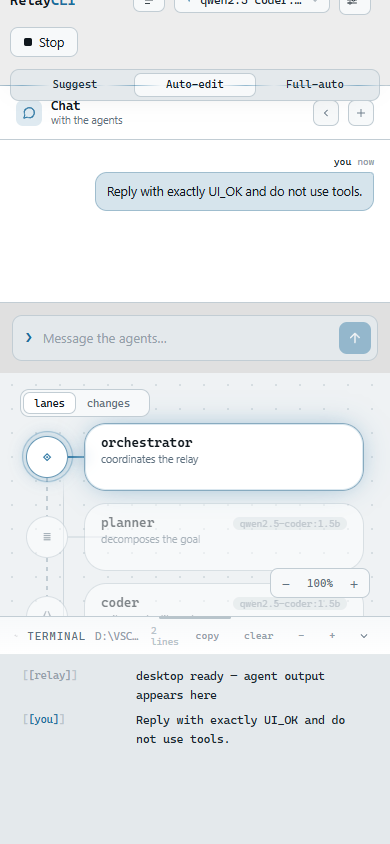 RelayCLI
qwen2.5-coder:…
Stop
Suggest Auto-edit Full-auto
Chat
with the agents
you now
Reply with exactly UI_OK and do not use tools.
Message the agents...
lanes changes
orchestrator
coordinates the relay
planner qwen2.5-coder:1.5b
decomposes the goal
100%
coder qwen2.5-coder:1.5b
TERMINAL D:\VSC… 2 lines copy clear
[[relay]] desktop ready — agent output
appears here
[[you]] Reply with exactly UI_OK and do
not use tools.